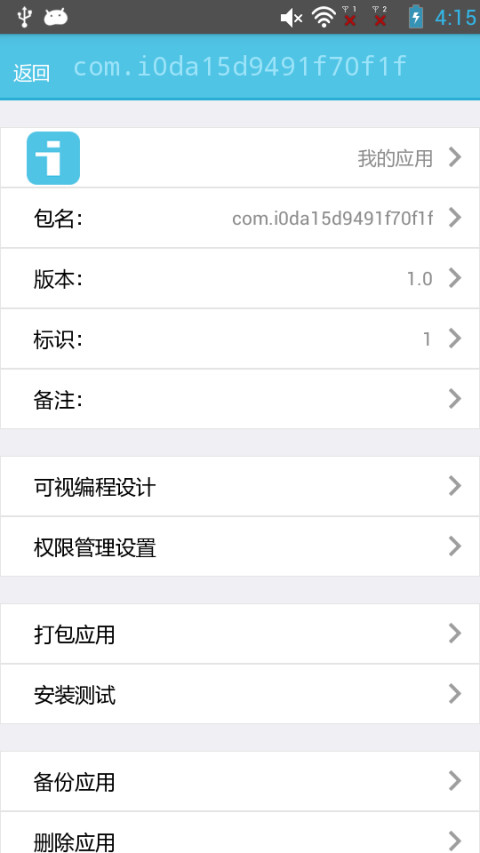 1 2 4:15
返回 com.i0da15d9491f70f1f
我的应用
包名: com.i0da15d9491f70f1f
版本: 1.0
标识: 1
备注:
可视编程设计
权限管理设置
打包应用
安装测试
备份应用
删除应用